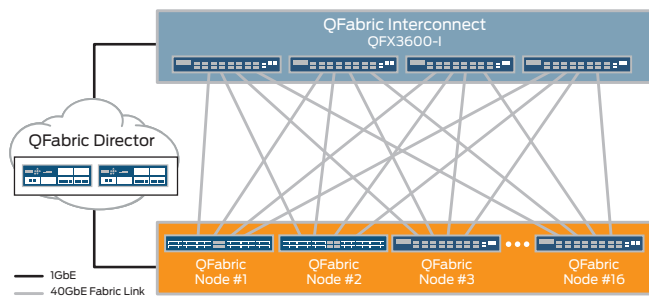 QFabric Interconnect
QFX3600-I
QFabric Director
QFabric
Node #1
QFabric
Node #2
QFabric
Node #3
QFabric
Node #16
1GbE
40GbE Fabric Link